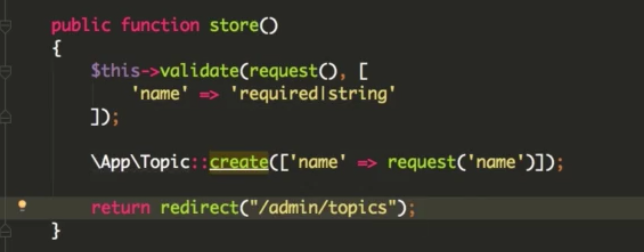 public function store()
{
$this->validate(request(), [
'name' => 'required|string'
]);
\App\Topic::create(['name' => request('name')]);
return redirect("/admin/topics");
}